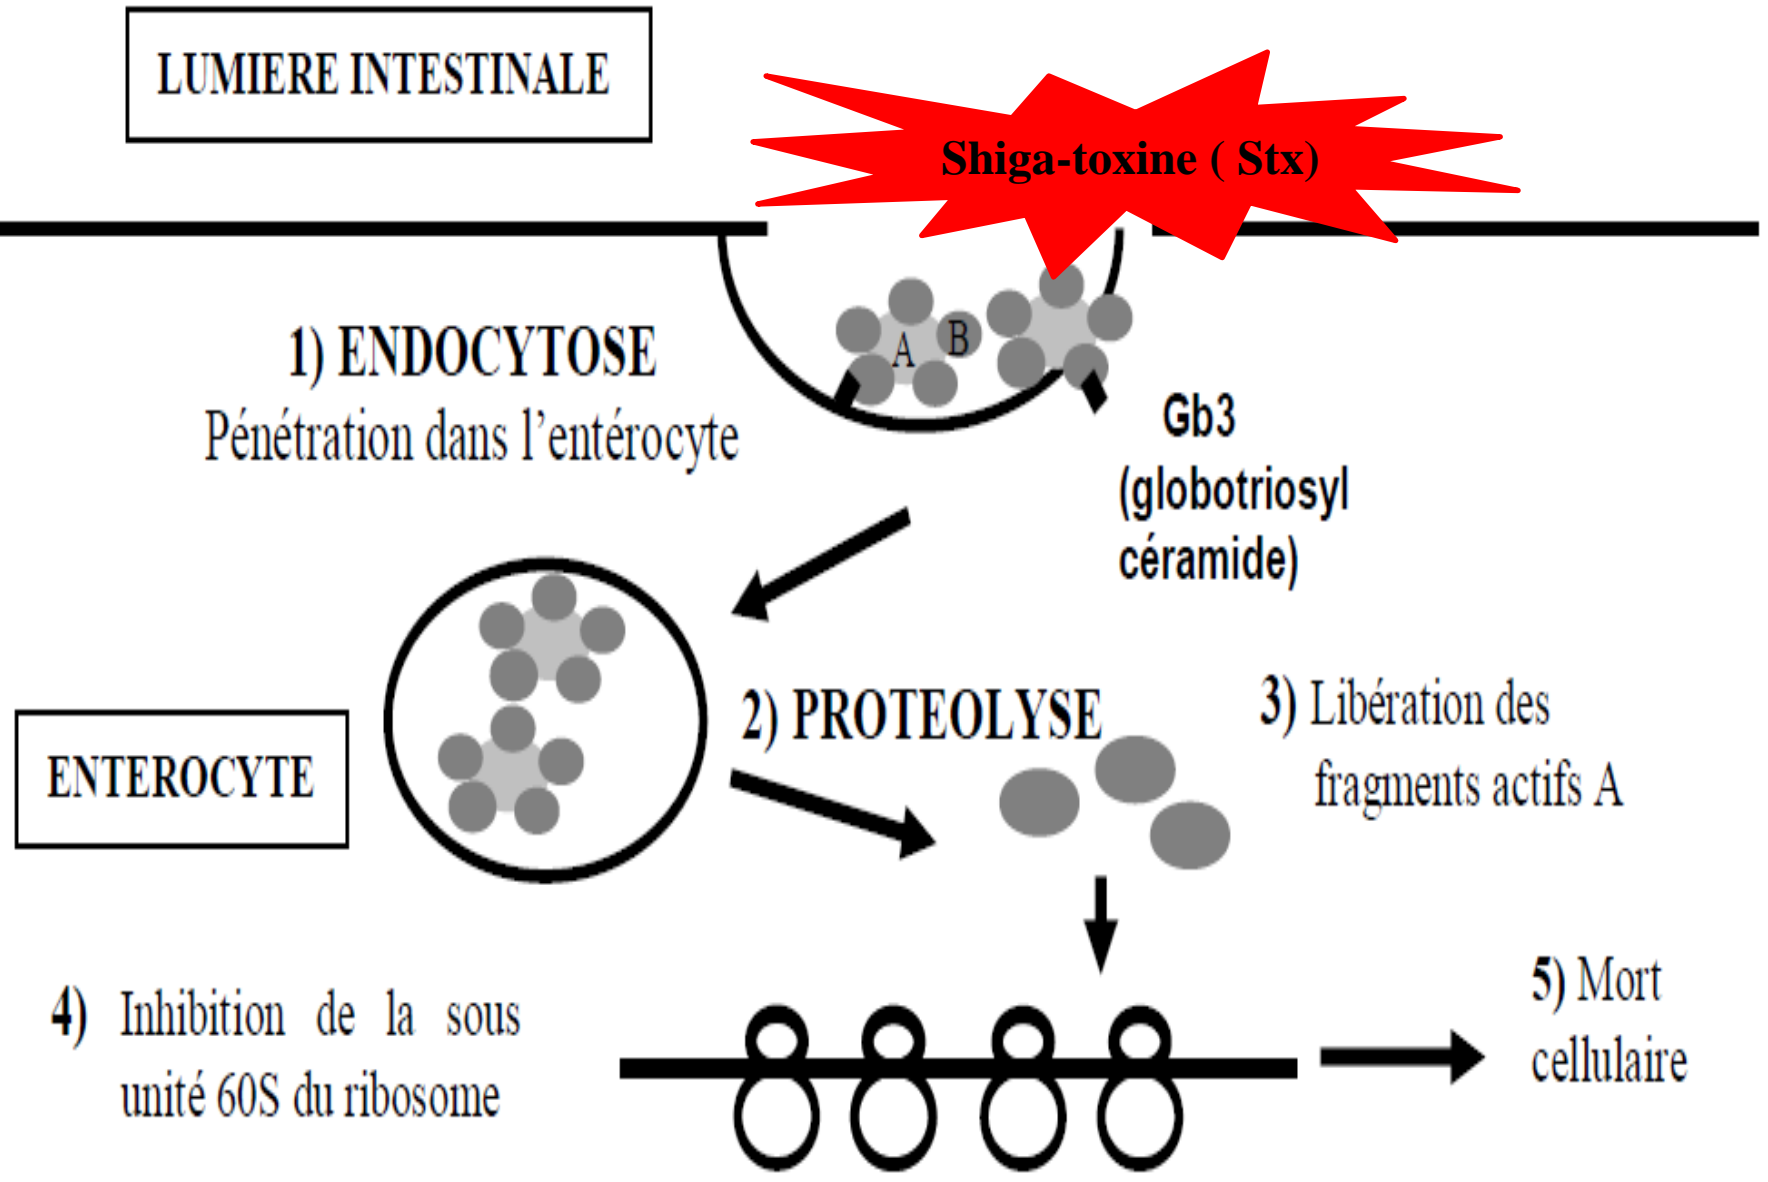 LUMIERE INTESTINALE
Shiga-toxine ( Stx)
1) ENDOCYTOSE
Pénétration dans l’entérocyte
A
B
Gb3
(globotriosyl
céramide)
ENTEROCYTE
2) PROTEOLYSE
3) Libération des
fragments actifs A
4) Inhibition de la sous
unité 60S du ribosome
5) Mort
cellulaire